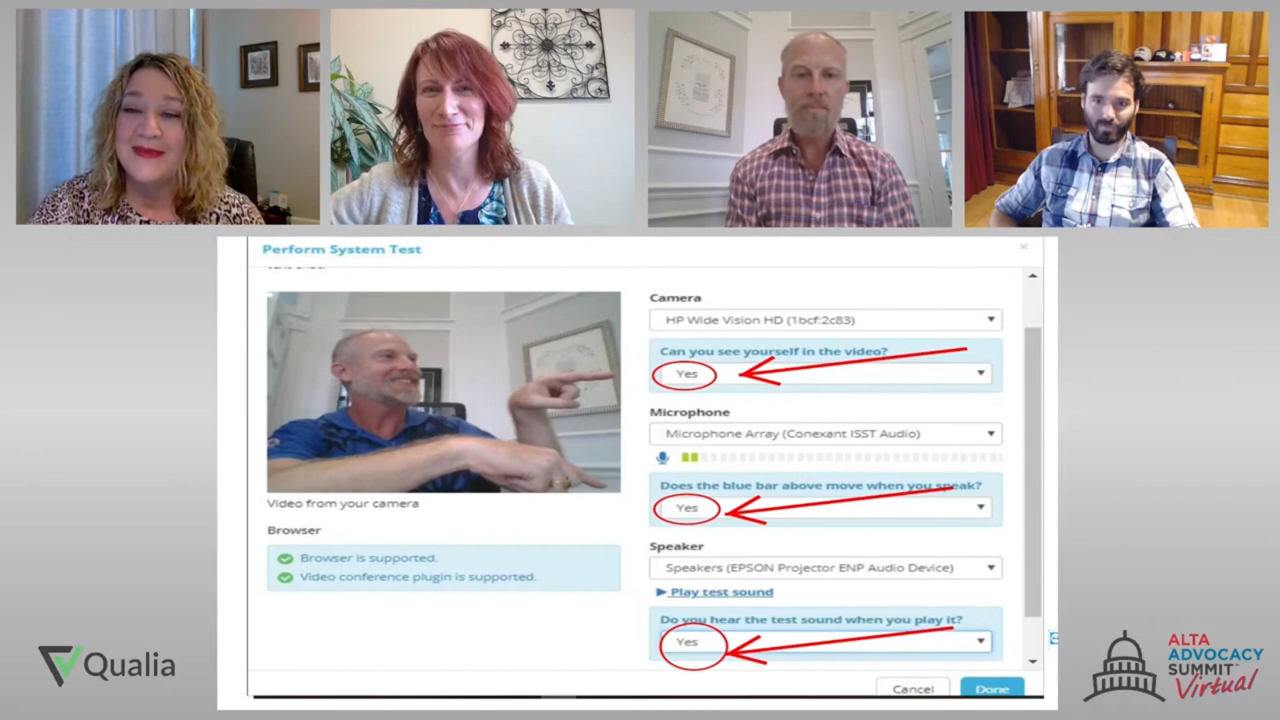 Perform System Test
Camera
HP Wide Vision HD (1bcf:2c83)
Can you see yourself in the video?
Yes
Microphone
Microphone Array (Conexant ISST Audio)
Does the blue bar above move when you speak?
Yes
Speaker
Speakers (EPSON Projector ENP Audio Device)
Play test sound
Do you hear the test sound when you play it?
Yes
Video from your camera
Browser
Browser is supported.
Video conference plugin is supported.
Cancel
Done
Qualia
ALTA
ADVOCACY
SUMMIT
Virtual